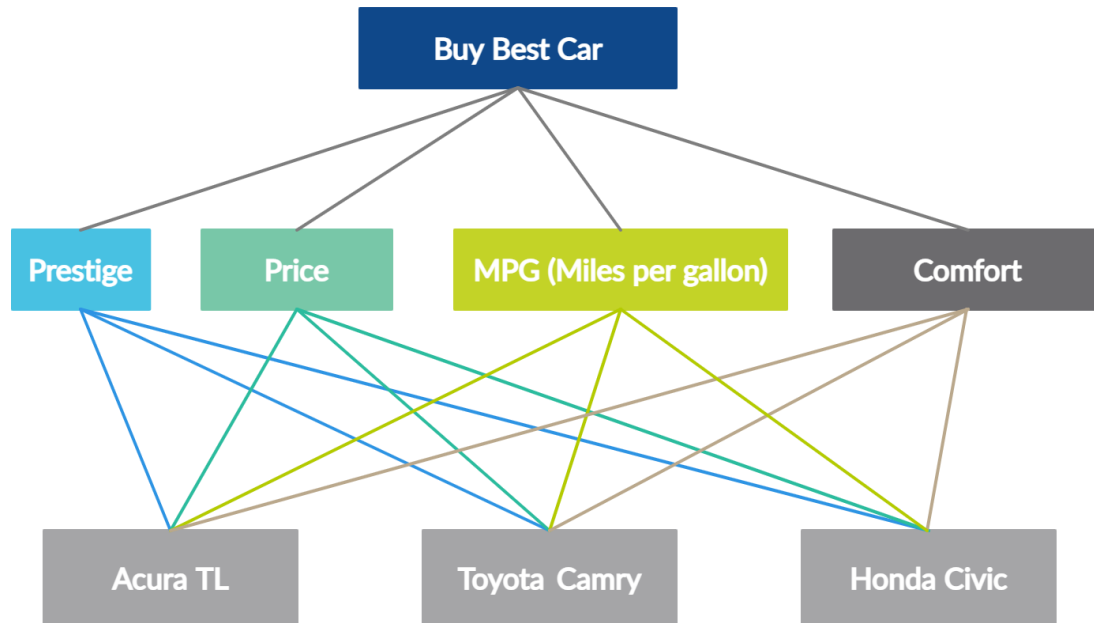 Buy Best Car
Prestige
Price
MPG (Miles per gallon)
Comfort
Acura TL
Toyota Camry
Honda Civic